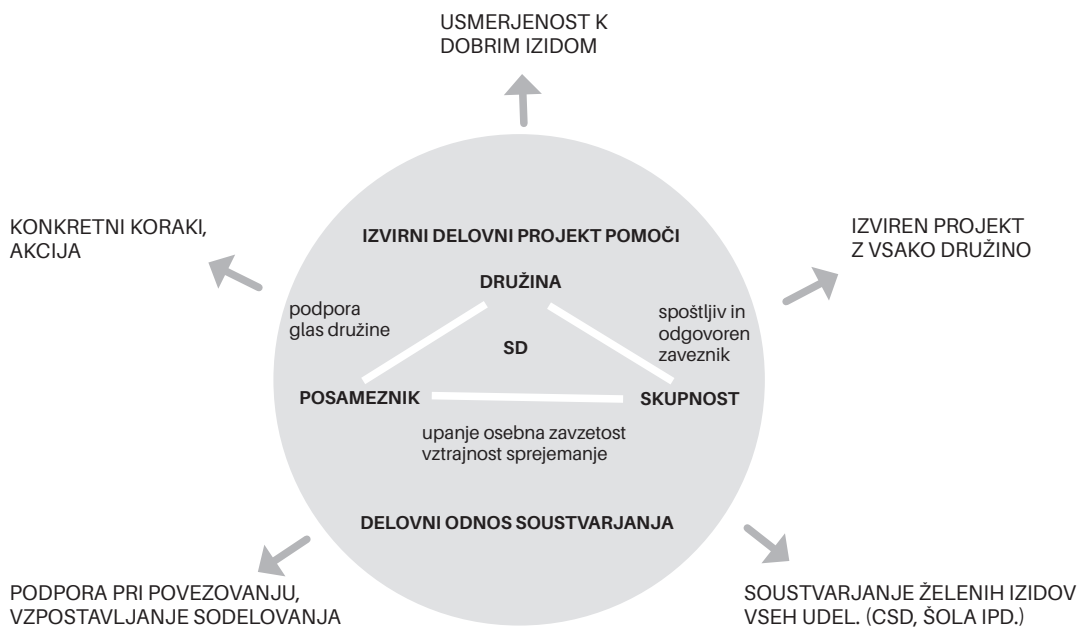 USMERJENOST K
DOBRIM IZIDOM
KONKRETNI KORAKI,
AKCIJA
IZVIREN PROJEKT
Z VSAKO DRUŽINO
IZVIRNI DELOVNI PROJEKT POMOČI
DRUŽINA
podpora
glas družine
spoštljiv in
odgovoren
zaveznik
SD
POSAMEZNIK
SKUPNOST
upanje osebna zavzetost
vztrajnost sprejemanje
DELOVNI ODNOS SOUSTVARJANJA
PODPORA PRI POVEZOVANJU,
VZPOSTAVLJANJE SODELOVANJA
SOUSTVARJANJE ŽELENIH IZIDOV
VSEH UDEL. (CSD, ŠOLA IPD.)